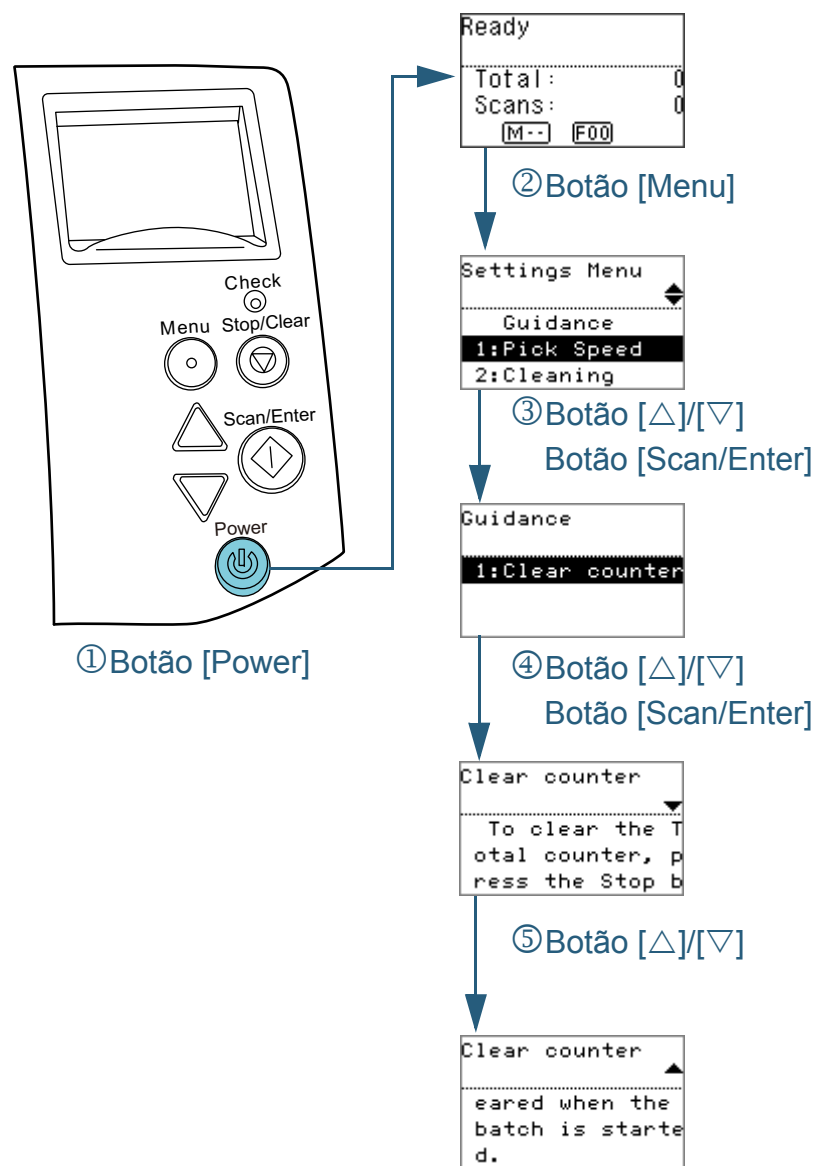 Check
Menu Stop/Clear
Scan/Enter
Power
①Botão [Power]
Ready
Total: 0
Scans: 0
M-- F00
②Botão [Menu]
Settings Menu
Guidance
1:Pick Speed
2:Cleaning
③Botão [△]/[▽]
Botão [Scan/Enter]
Guidance
1:Clear counter
④Botão [△]/[▽]
Botão [Scan/Enter]
Clear counter
To clear the T
otal counter, p
ress the Stop b
⑤Botão [△]/[▽]
Clear counter
eared when the
batch is starte
d.